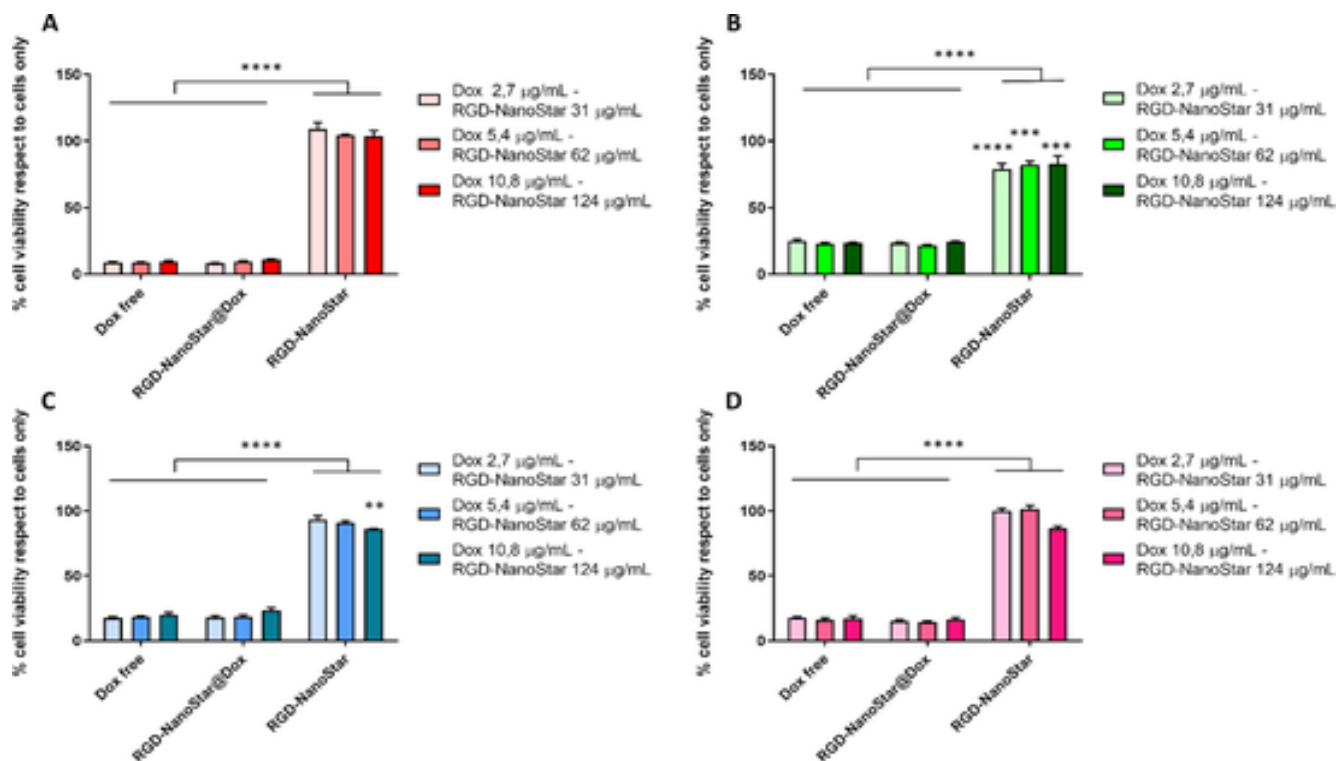 A
% cell viability respect to cells only
150
100
50
0
****
Dox free
RGD-NanoStar@Dox
RGD-NanoStar
Dox 2,7 µg/mL -
RGD-NanoStar 31 µg/mL
Dox 5,4 µg/mL -
RGD-NanoStar 62 µg/mL
Dox 10,8 µg/mL -
RGD-NanoStar 124 µg/mL
B
% cell viability respect to cells only
150
100
50
0
****
**** *** ***
Dox free
RGD-NanoStar@Dox
RGD-NanoStar
Dox 2,7 µg/mL -
RGD-NanoStar 31 µg/mL
Dox 5,4 µg/mL -
RGD-NanoStar 62 µg/mL
Dox 10,8 µg/mL -
RGD-NanoStar 124 µg/mL
C
% cell viability respect to cells only
150
100
50
0
****
**
Dox free
RGD-NanoStar@Dox
RGD-NanoStar
Dox 2,7 µg/mL -
RGD-NanoStar 31 µg/mL
Dox 5,4 µg/mL -
RGD-NanoStar 62 µg/mL
Dox 10,8 µg/mL -
RGD-NanoStar 124 µg/mL
D
% cell viability respect to cells only
150
100
50
0
****
Dox free
RGD-NanoStar@Dox
RGD-NanoStar
Dox 2,7 µg/mL -
RGD-NanoStar 31 µg/mL
Dox 5,4 µg/mL -
RGD-NanoStar 62 µg/mL
Dox 10,8 µg/mL -
RGD-NanoStar 124 µg/mL